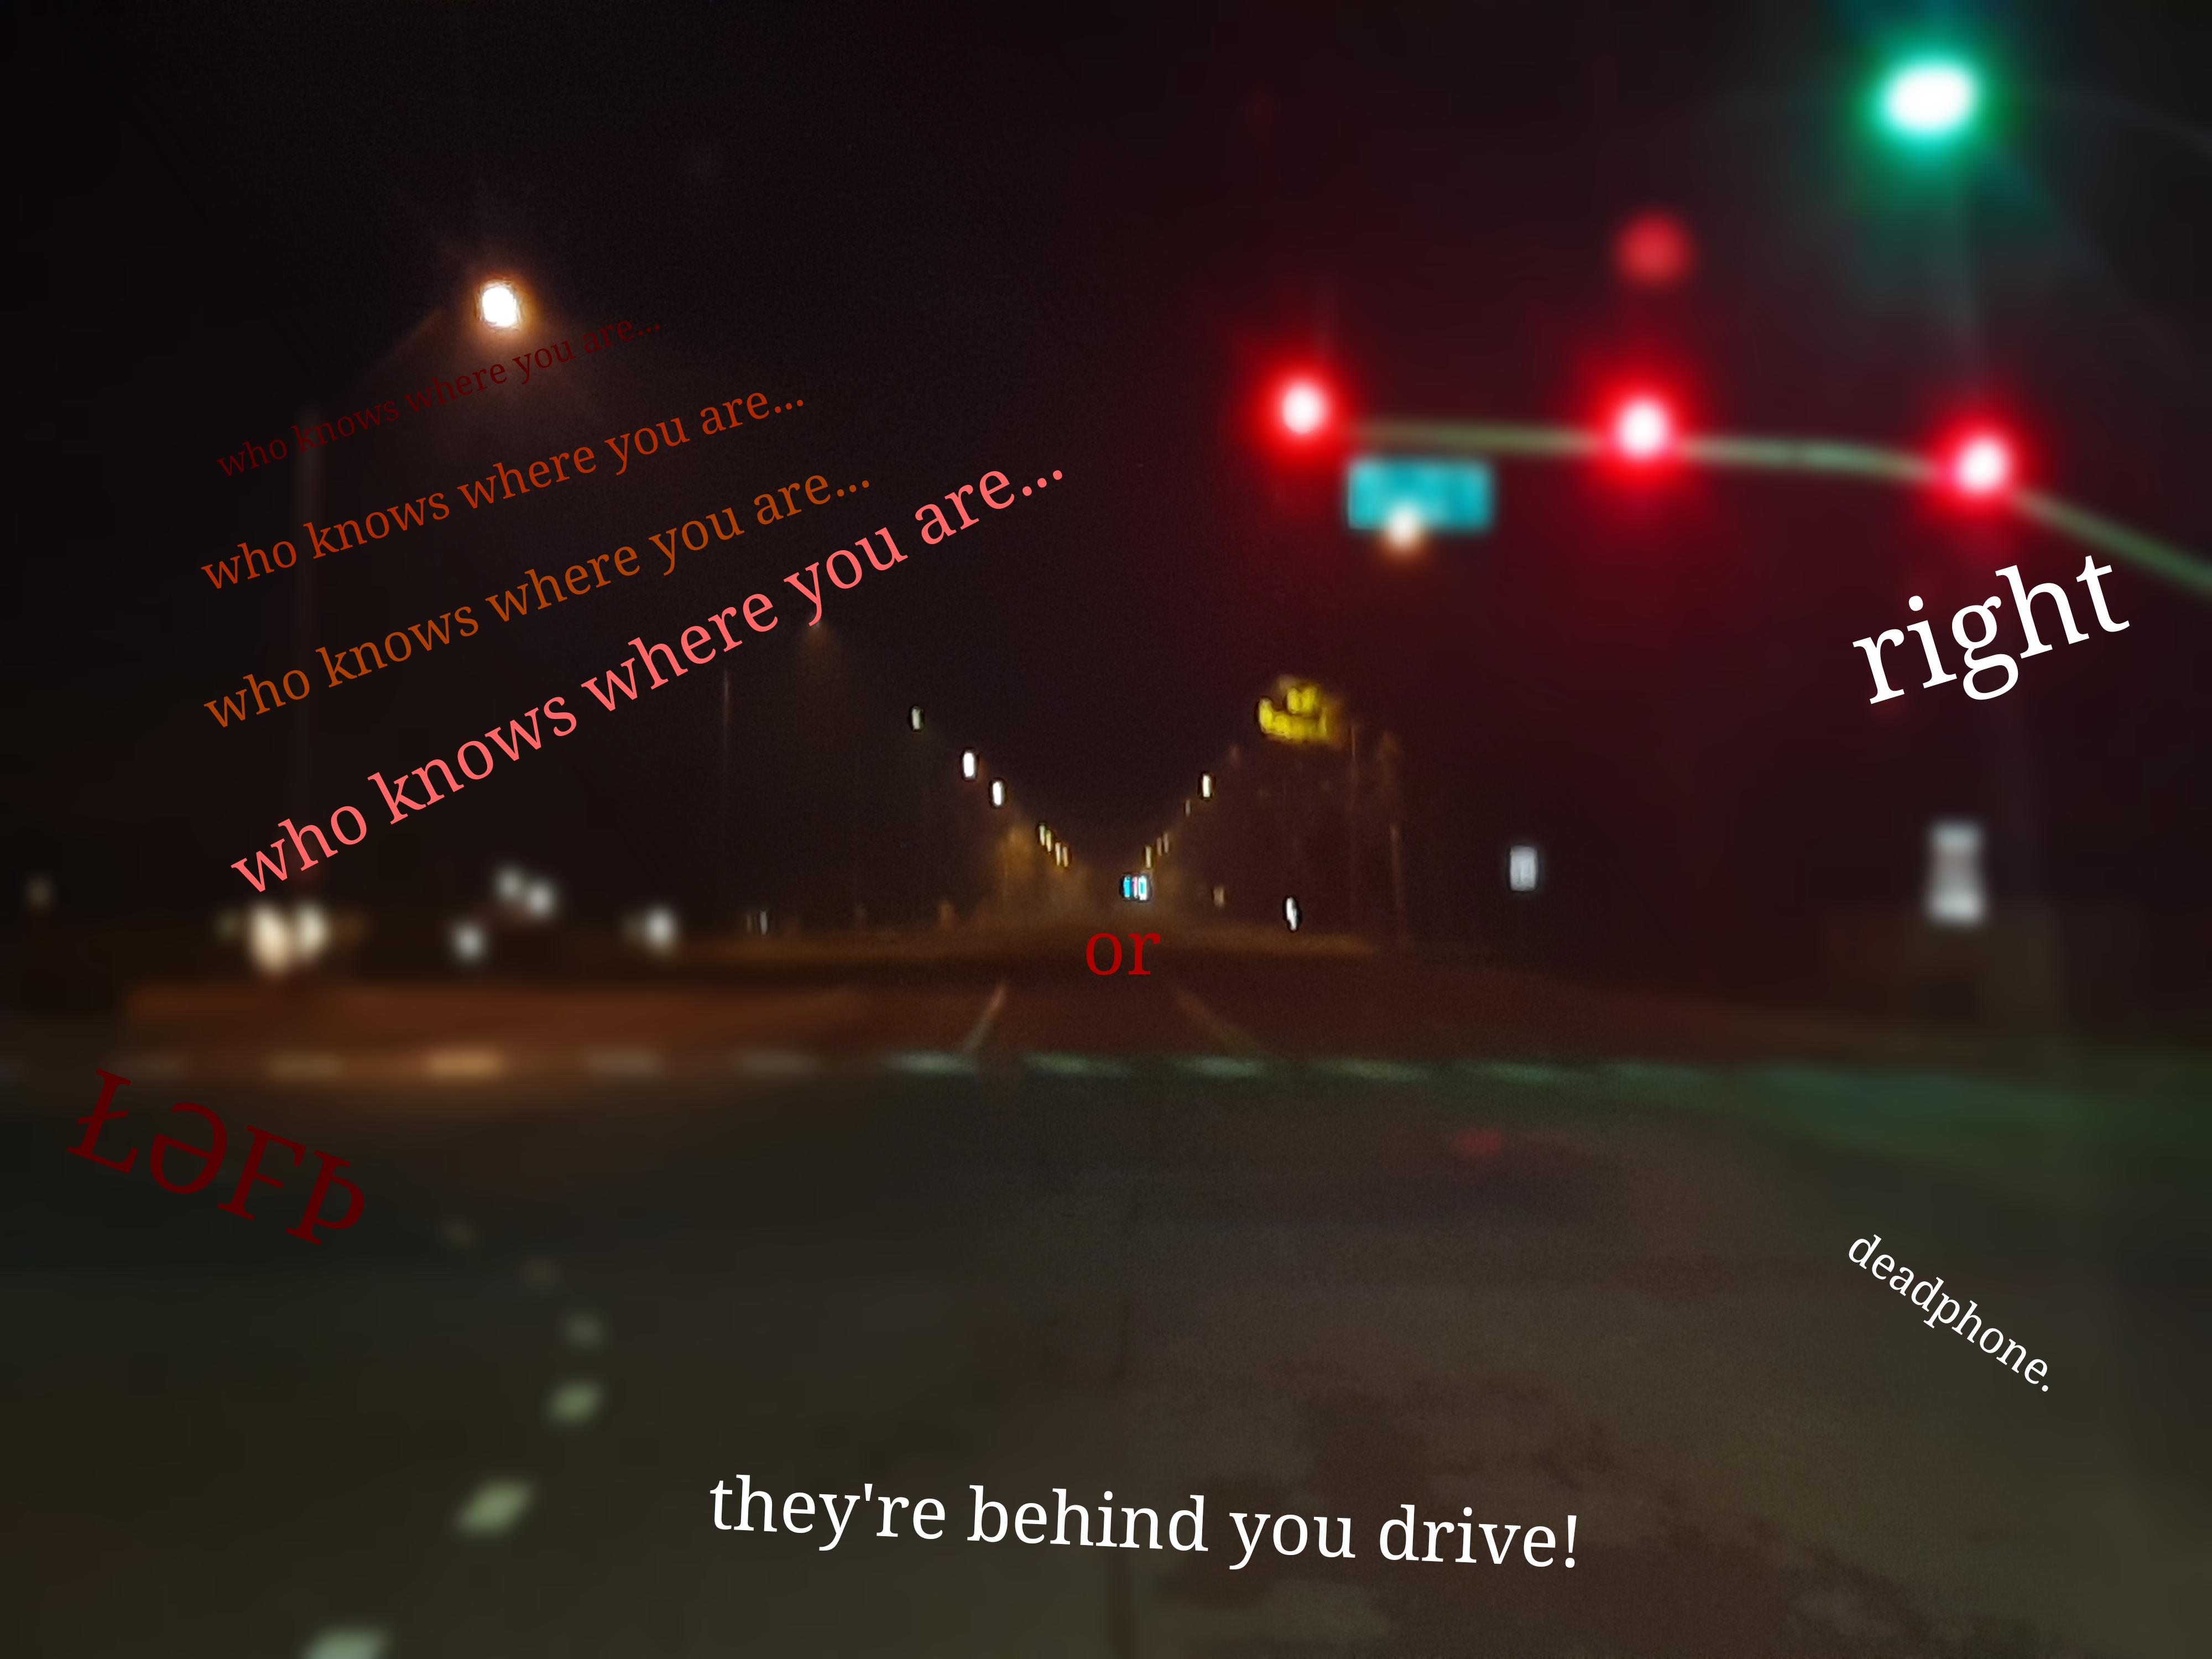 who knows where you are...
who knows where you are...
who knows where you are...
who knows where you are...
right
or
ŁƏFÞ
deadphone.
they're behind you drive!